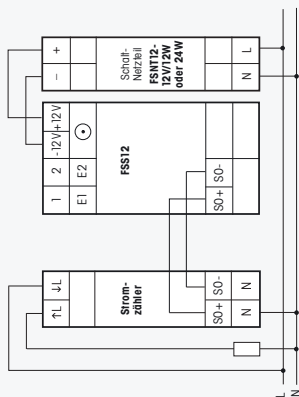 +
−
Schalt-
Netzteil
FSNT12-
12V/12W
oder 24W
L
N
-12V
+12V
1
2
E1
E2
FSS12
S0+
S0-
↑L
↓L
Strom-
zähler
S0+
S0-
N
N
L
N